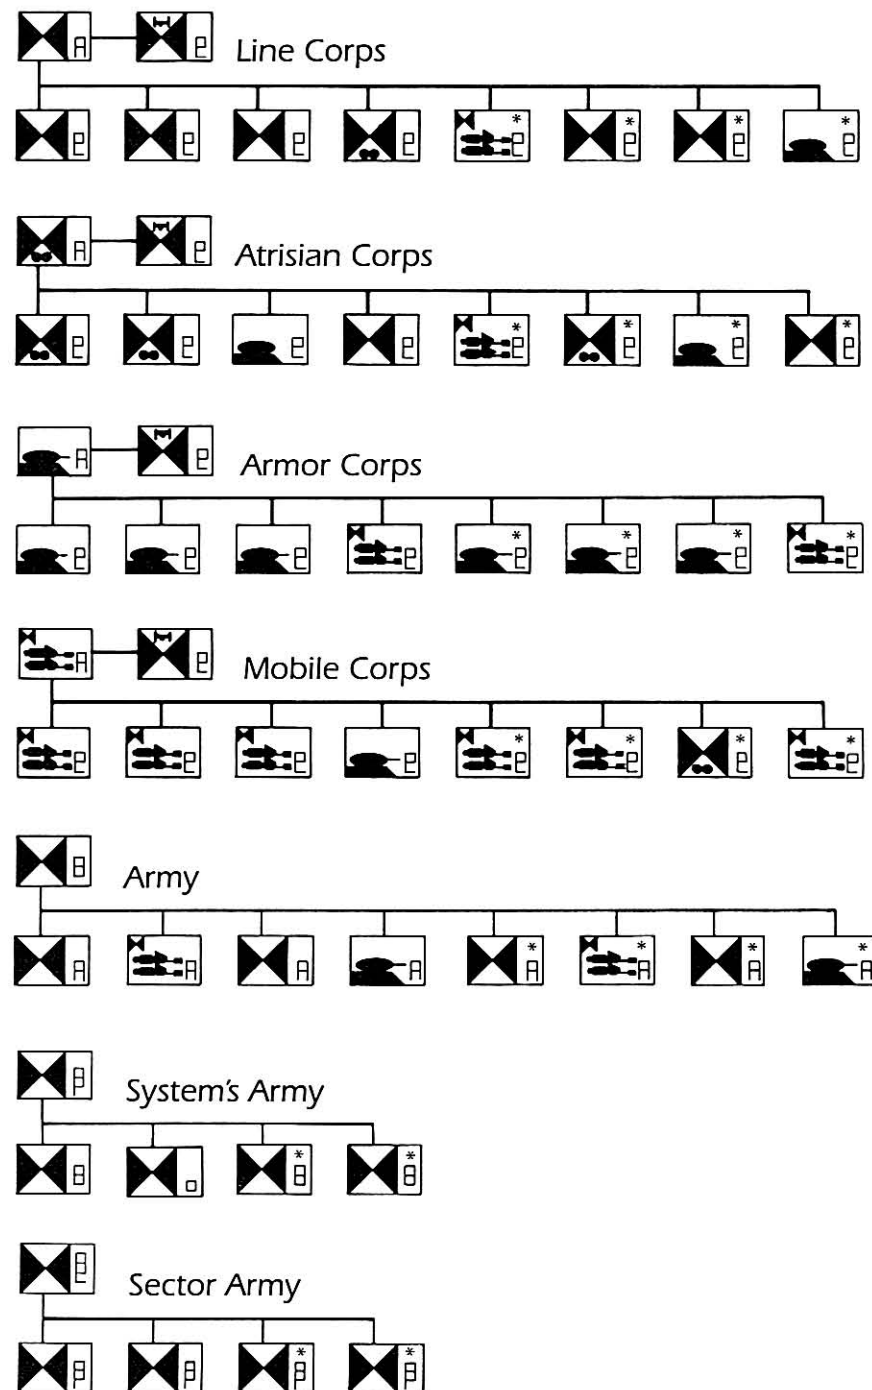 Line Corps
Atrisian Corps
Armor Corps
Mobile Corps
Army
System's Army
Sector Army